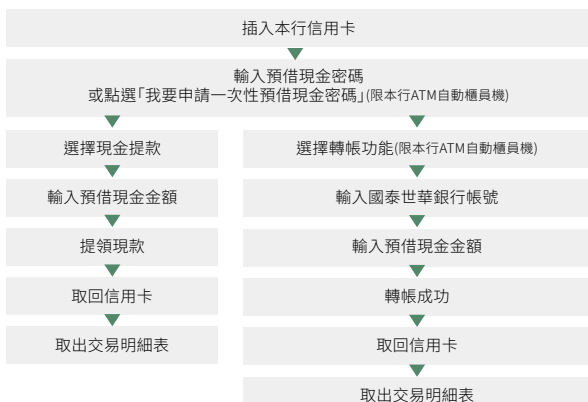 插入本行信用卡
輸入預借現金密碼
或點選「我要申請一次性預借現金密碼」(限本行ATM自動櫃員機)
選擇現金提款
輸入預借現金金額
提領現款
取回信用卡
取出交易明細表
選擇轉帳功能(限本行ATM自動櫃員機)
輸入國泰世華銀行帳號
輸入預借現金金額
轉帳成功
取回信用卡
取出交易明細表